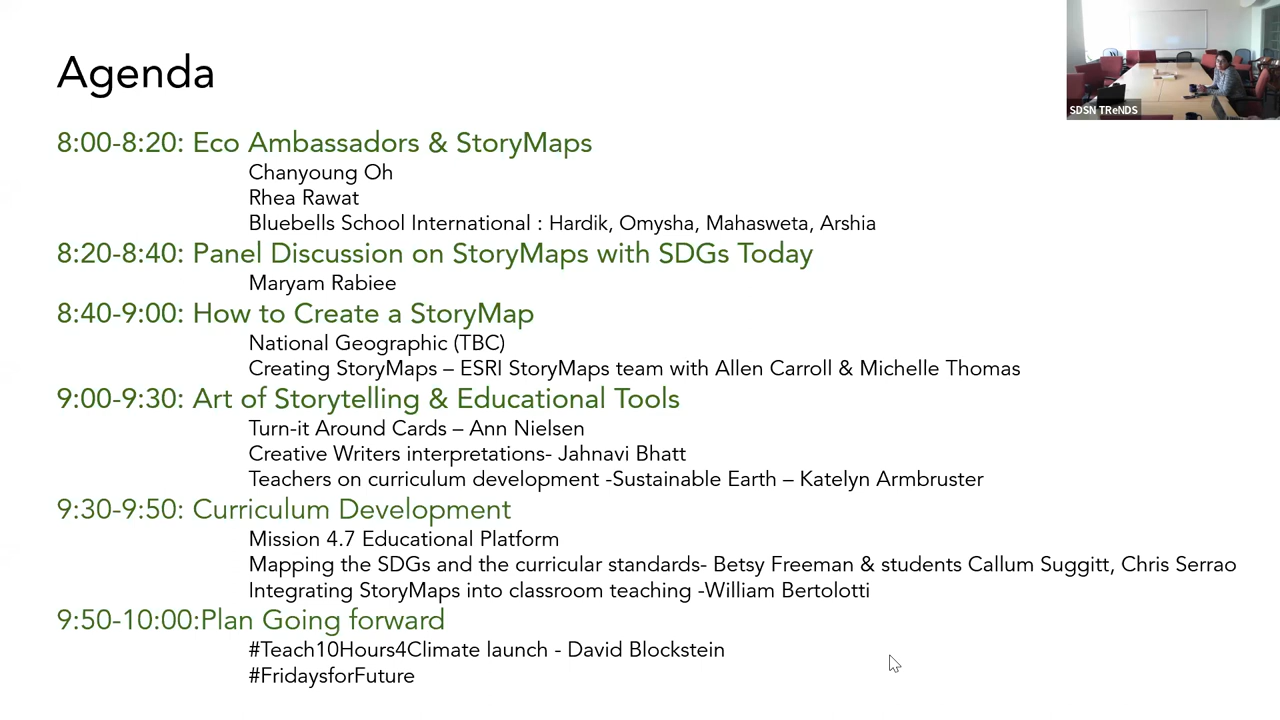 Agenda
SDSN TReNDS
8:00-8:20: Eco Ambassadors & StoryMaps
Chanyoung Oh
Rhea Rawat
Bluebells School International : Hardik, Omysha, Mahasweta, Arshia
8:20-8:40: Panel Discussion on StoryMaps with SDGs Today
Maryam Rabiee
8:40-9:00: How to Create a StoryMap
National Geographic (TBC)
Creating StoryMaps – ESRI StoryMaps team with Allen Carroll & Michelle Thomas
9:00-9:30: Art of Storytelling & Educational Tools
Turn-it Around Cards – Ann Nielsen
Creative Writers interpretations- Jahnavi Bhatt
Teachers on curriculum development -Sustainable Earth – Katelyn Armbruster
9:30-9:50: Curriculum Development
Mission 4.7 Educational Platform
Mapping the SDGs and the curricular standards- Betsy Freeman & students Callum Suggitt, Chris Serrao
Integrating StoryMaps into classroom teaching -William Bertolotti
9:50-10:00:Plan Going forward
#Teach10Hours4Climate launch - David Blockstein
#FridaysforFuture